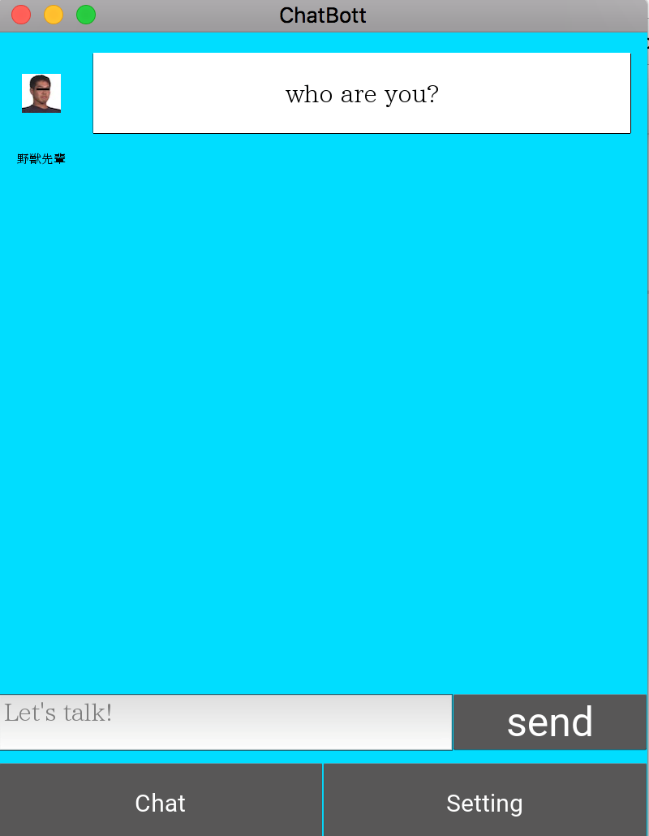 ChatBott
who are you?
野獣先輩
Let's talk!
send
Chat
Setting